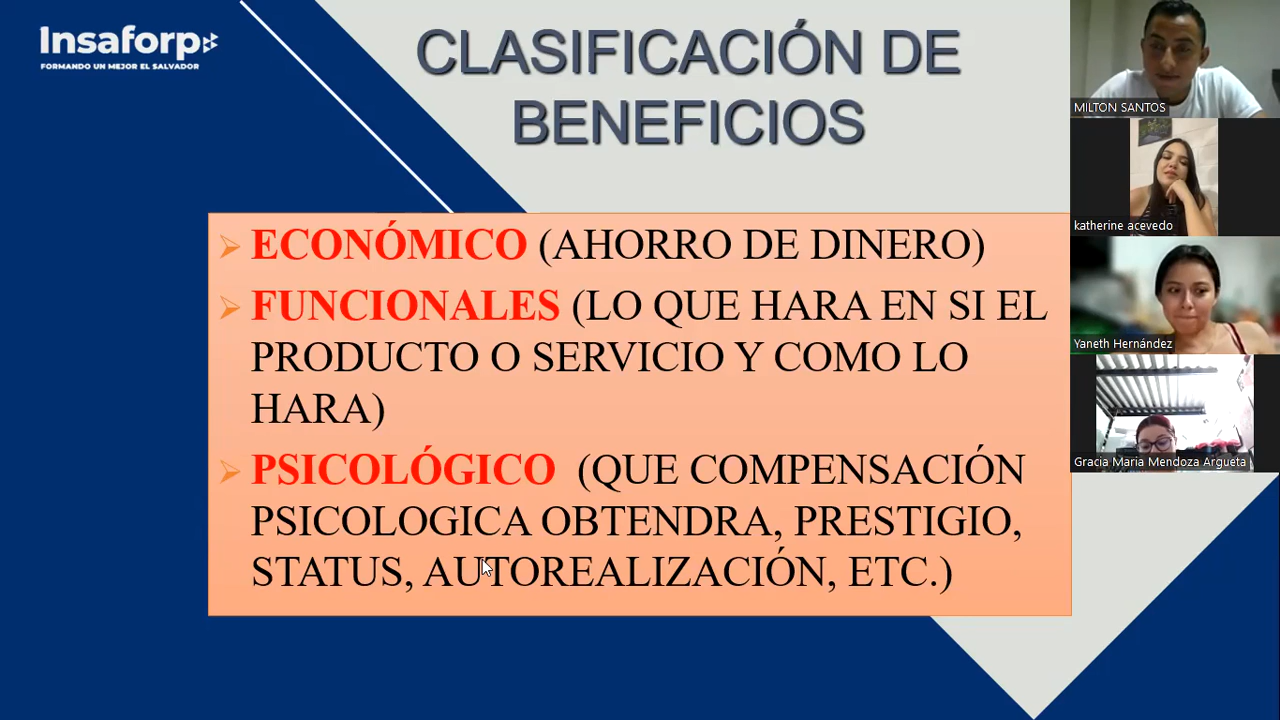 Insaforp
FORMANDO UN MEJOR EL SALVADOR
CLASIFICACIÓN DE
BENEFICIOS
ECONÓMICO (AHORRO DE DINERO)
FUNCIONALES (LO QUE HARA EN SI EL
PRODUCTO O SERVICIO Y COMO LO
HARA)
PSICOLÓGICO (QUE COMPENSACIÓN
PSICOLOGICA OBTENDRA, PRESTIGIO,
STATUS, AUTOREALIZACIÓN, ETC.)
MILTON SANTOS
katherine acevedo
Yaneth Hernández
Gracia Maria Mendoza Argueta